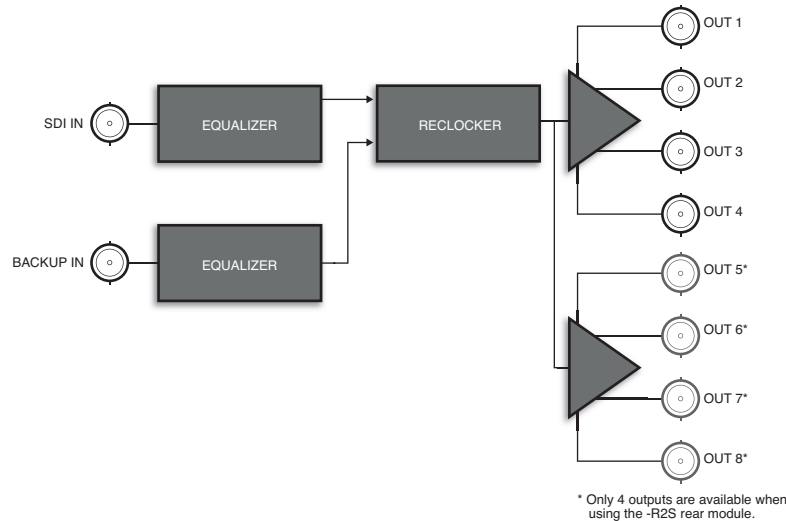 OUT 1
OUT 2
SDI IN
EQUALIZER
RECLOCKER
OUT 3
OUT 4
BACKUP IN
EQUALIZER
OUT 5*
OUT 6*
OUT 7*
OUT 8*
* Only 4 outputs are available when
using the -R2S rear module.